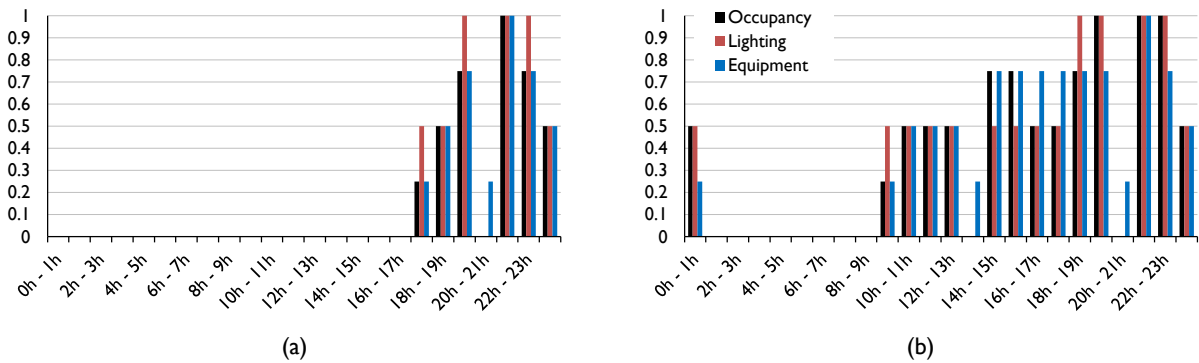 1
0.9
0.8
0.7
0.6
0.5
0.4
0.3
0.2
0.1
0
0h - 1h
2h - 3h
4h - 5h
6h - 7h
8h - 9h
10h - 11h
12h - 13h
14h - 15h
16h - 17h
18h - 19h
20h - 21h
22h - 23h
(a)
1
0.9
0.8
0.7
0.6
0.5
0.4
0.3
0.2
0.1
0
Occupancy
Lighting
Equipment
0h - 1h
2h - 3h
4h - 5h
6h - 7h
8h - 9h
10h - 11h
12h - 13h
14h - 15h
16h - 17h
18h - 19h
20h - 21h
22h - 23h
(b)